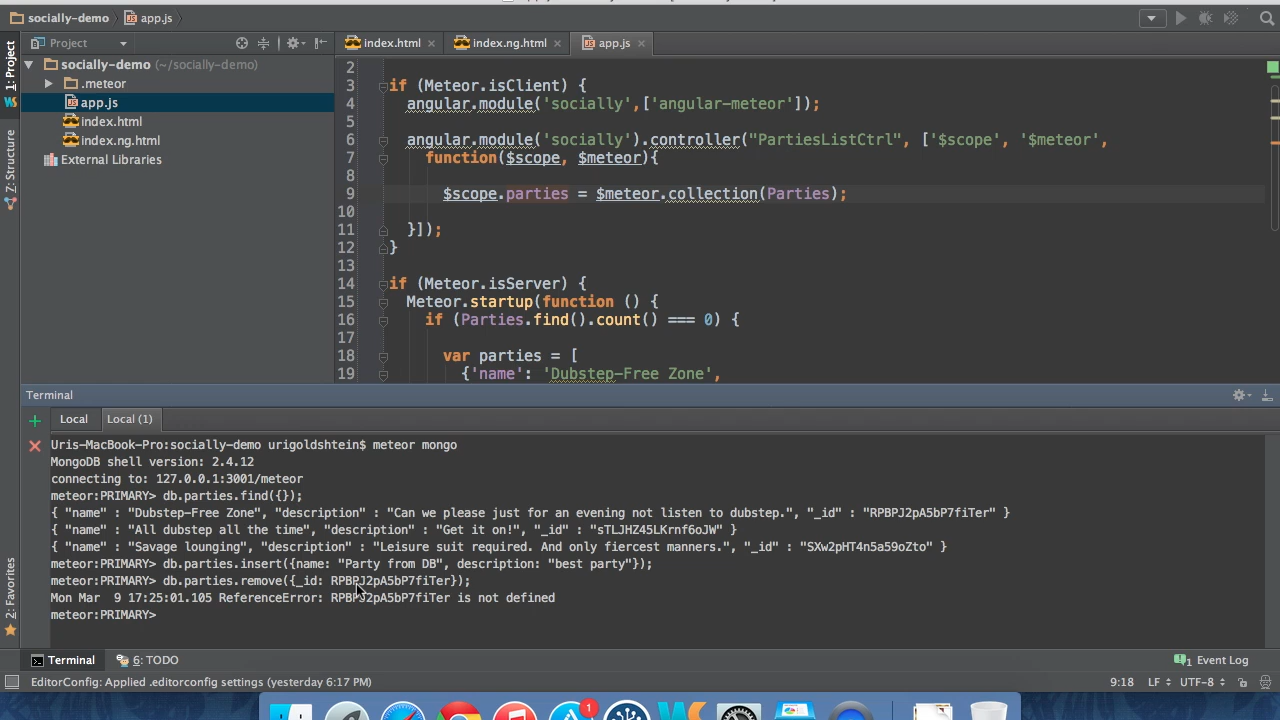 socially-demo app.js
Project
index.html
index.ng.html
app.js
1: Project
Z: Structure
2: Favorites
socially-demo (~/socially-demo)
.meteor
app.js
index.html
index.ng.html
External Libraries
2
3 if (Meteor.isClient) {
4 angular.module('socially',['angular-meteor']);
5
6 angular.module('socially').controller("PartiesListCtrl", ['$scope', '$meteor',
7 function($scope, $meteor){
8
9 $scope.parties = $meteor.collection(Parties);
10
11 }]);
12 }
13
14 if (Meteor.isServer) {
15 Meteor.startup(function () {
16 if (Parties.find().count() === 0) {
17
18 var parties = [
19 {'name': 'Dubstep-Free Zone',
Terminal
Local Local (1)
Uris-MacBook-Pro:socially-demo urigoldshtein$ meteor mongo
MongoDB shell version: 2.4.12
connecting to: 127.0.0.1:3001/meteor
meteor:PRIMARY> db.parties.find({});
{ "name" : "Dubstep-Free Zone", "description" : "Can we please just for an evening not listen to dubstep.", "_id" : "RPBPJ2pA5bP7fiTer" }
{ "name" : "All dubstep all the time", "description" : "Get it on!", "_id" : "sTLJHZ45LKrnf6oJW" }
{ "name" : "Savage lounging", "description" : "Leisure suit required. And only fiercest manners.", "_id" : "SXw2pHT4n5a59oZto" }
meteor:PRIMARY> db.parties.insert({name: "Party from DB", description: "best party"});
meteor:PRIMARY> db.parties.remove({_id: RPBPJ2pA5bP7fiTer});
Mon Mar  9 17:25:01.105 ReferenceError: RPBPJ2pA5bP7fiTer is not defined
meteor:PRIMARY>
Terminal 6: TODO 1 Event Log
EditorConfig: Applied .editorconfig settings (yesterday 6:17 PM) 9:18 LF UTF-8
1